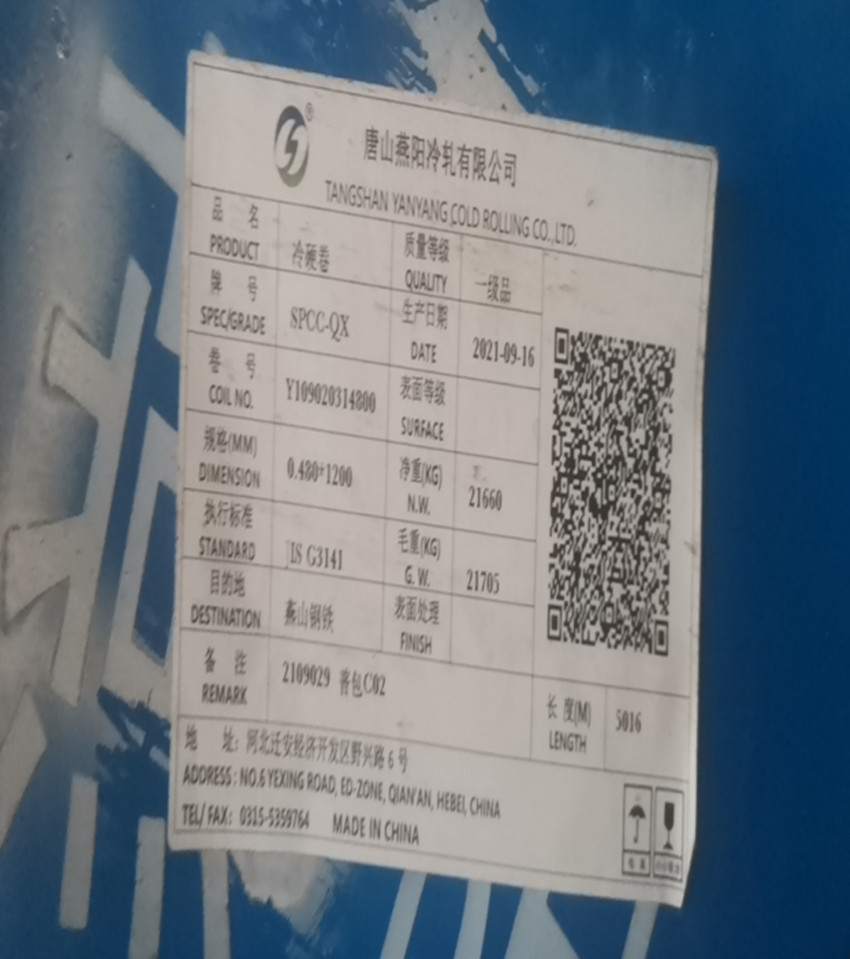 唐山燕阳冷轧有限公司
TANGSHAN YANYANG COLD ROLLING CO.,LTD.
品 名 冷硬卷 质量等级 一级品
PRODUCT QUALITY
牌 号 SPCC-QX 生产日期 2021-09-16
SPEC/GRADE DATE
卷 号 Y109020314800 表面等级
COIL NO. SURFACE
规格(MM) 0.480*1200 净重(KG) 21660
DIMENSION N.W.
执行标准 JIS G3141 毛重(KG) 21705
STANDARD G. W.
目的地 燕山钢铁 表面处理
DESTINATION FINISH
备 注 2109029 普包C02 长 度(M) 5016
REMARK LENGTH
地 址：河北迁安经济开发区野兴路 6 号
ADDRESS : NO.6 YEXING ROAD, ED-ZONE, QIAN'AN, HEBEI, CHINA
TEL/ FAX: 0315-5359764 MADE IN CHINA